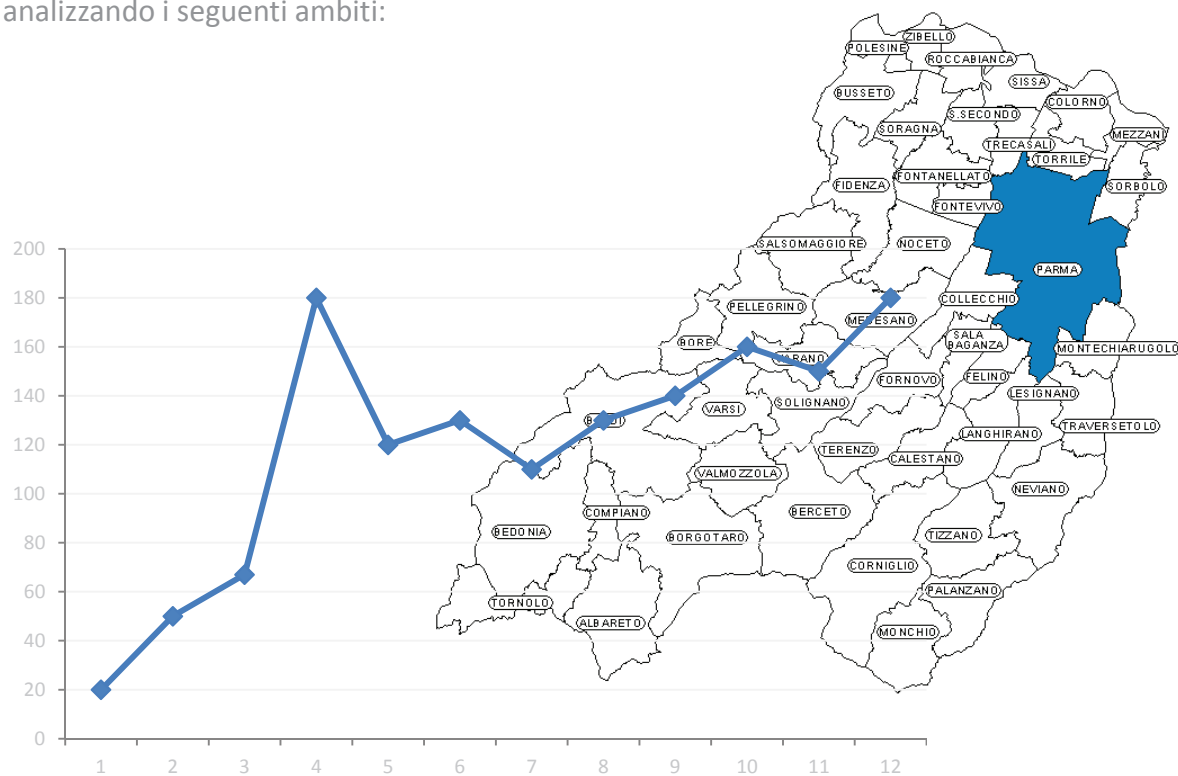 analizzando i seguenti ambiti:
ZIBELLO
POLESINE
ROCCABIANCA
SISSA
BUSSETO
COLORNO
S.SECONDO
SORAGNA
MEZZANI
TRECASALI
TORRILE
FONTANELLATO
FIDENZA
SORBOLO
FONTEVIVO
SALSOMAGGIORE
NOCETO
PARMA
COLLECCHIO
PELLEGRINO
MEDESANO
SALA
BAGANZA
BORE
MONTECHIARUGOLO
VARANO
FORNOVO
FELINO
LESIGNANO
SOLIGNANO
VARSI
BARDI
TRAVERSETOLO
LANGHIRANO
TERENZO
CALESTANO
VALMOZZOLA
NEVIANO
COMPIANO
BERCETO
BEDONIA
TIZZANO
BORGOTARO
CORNIGLIO
PALANZANO
TORNOLO
ALBARETO
MONCHIO
200
180
160
140
120
100
80
60
40
20
0
1 2 3 4 5 6 7 8 9 10 11 12